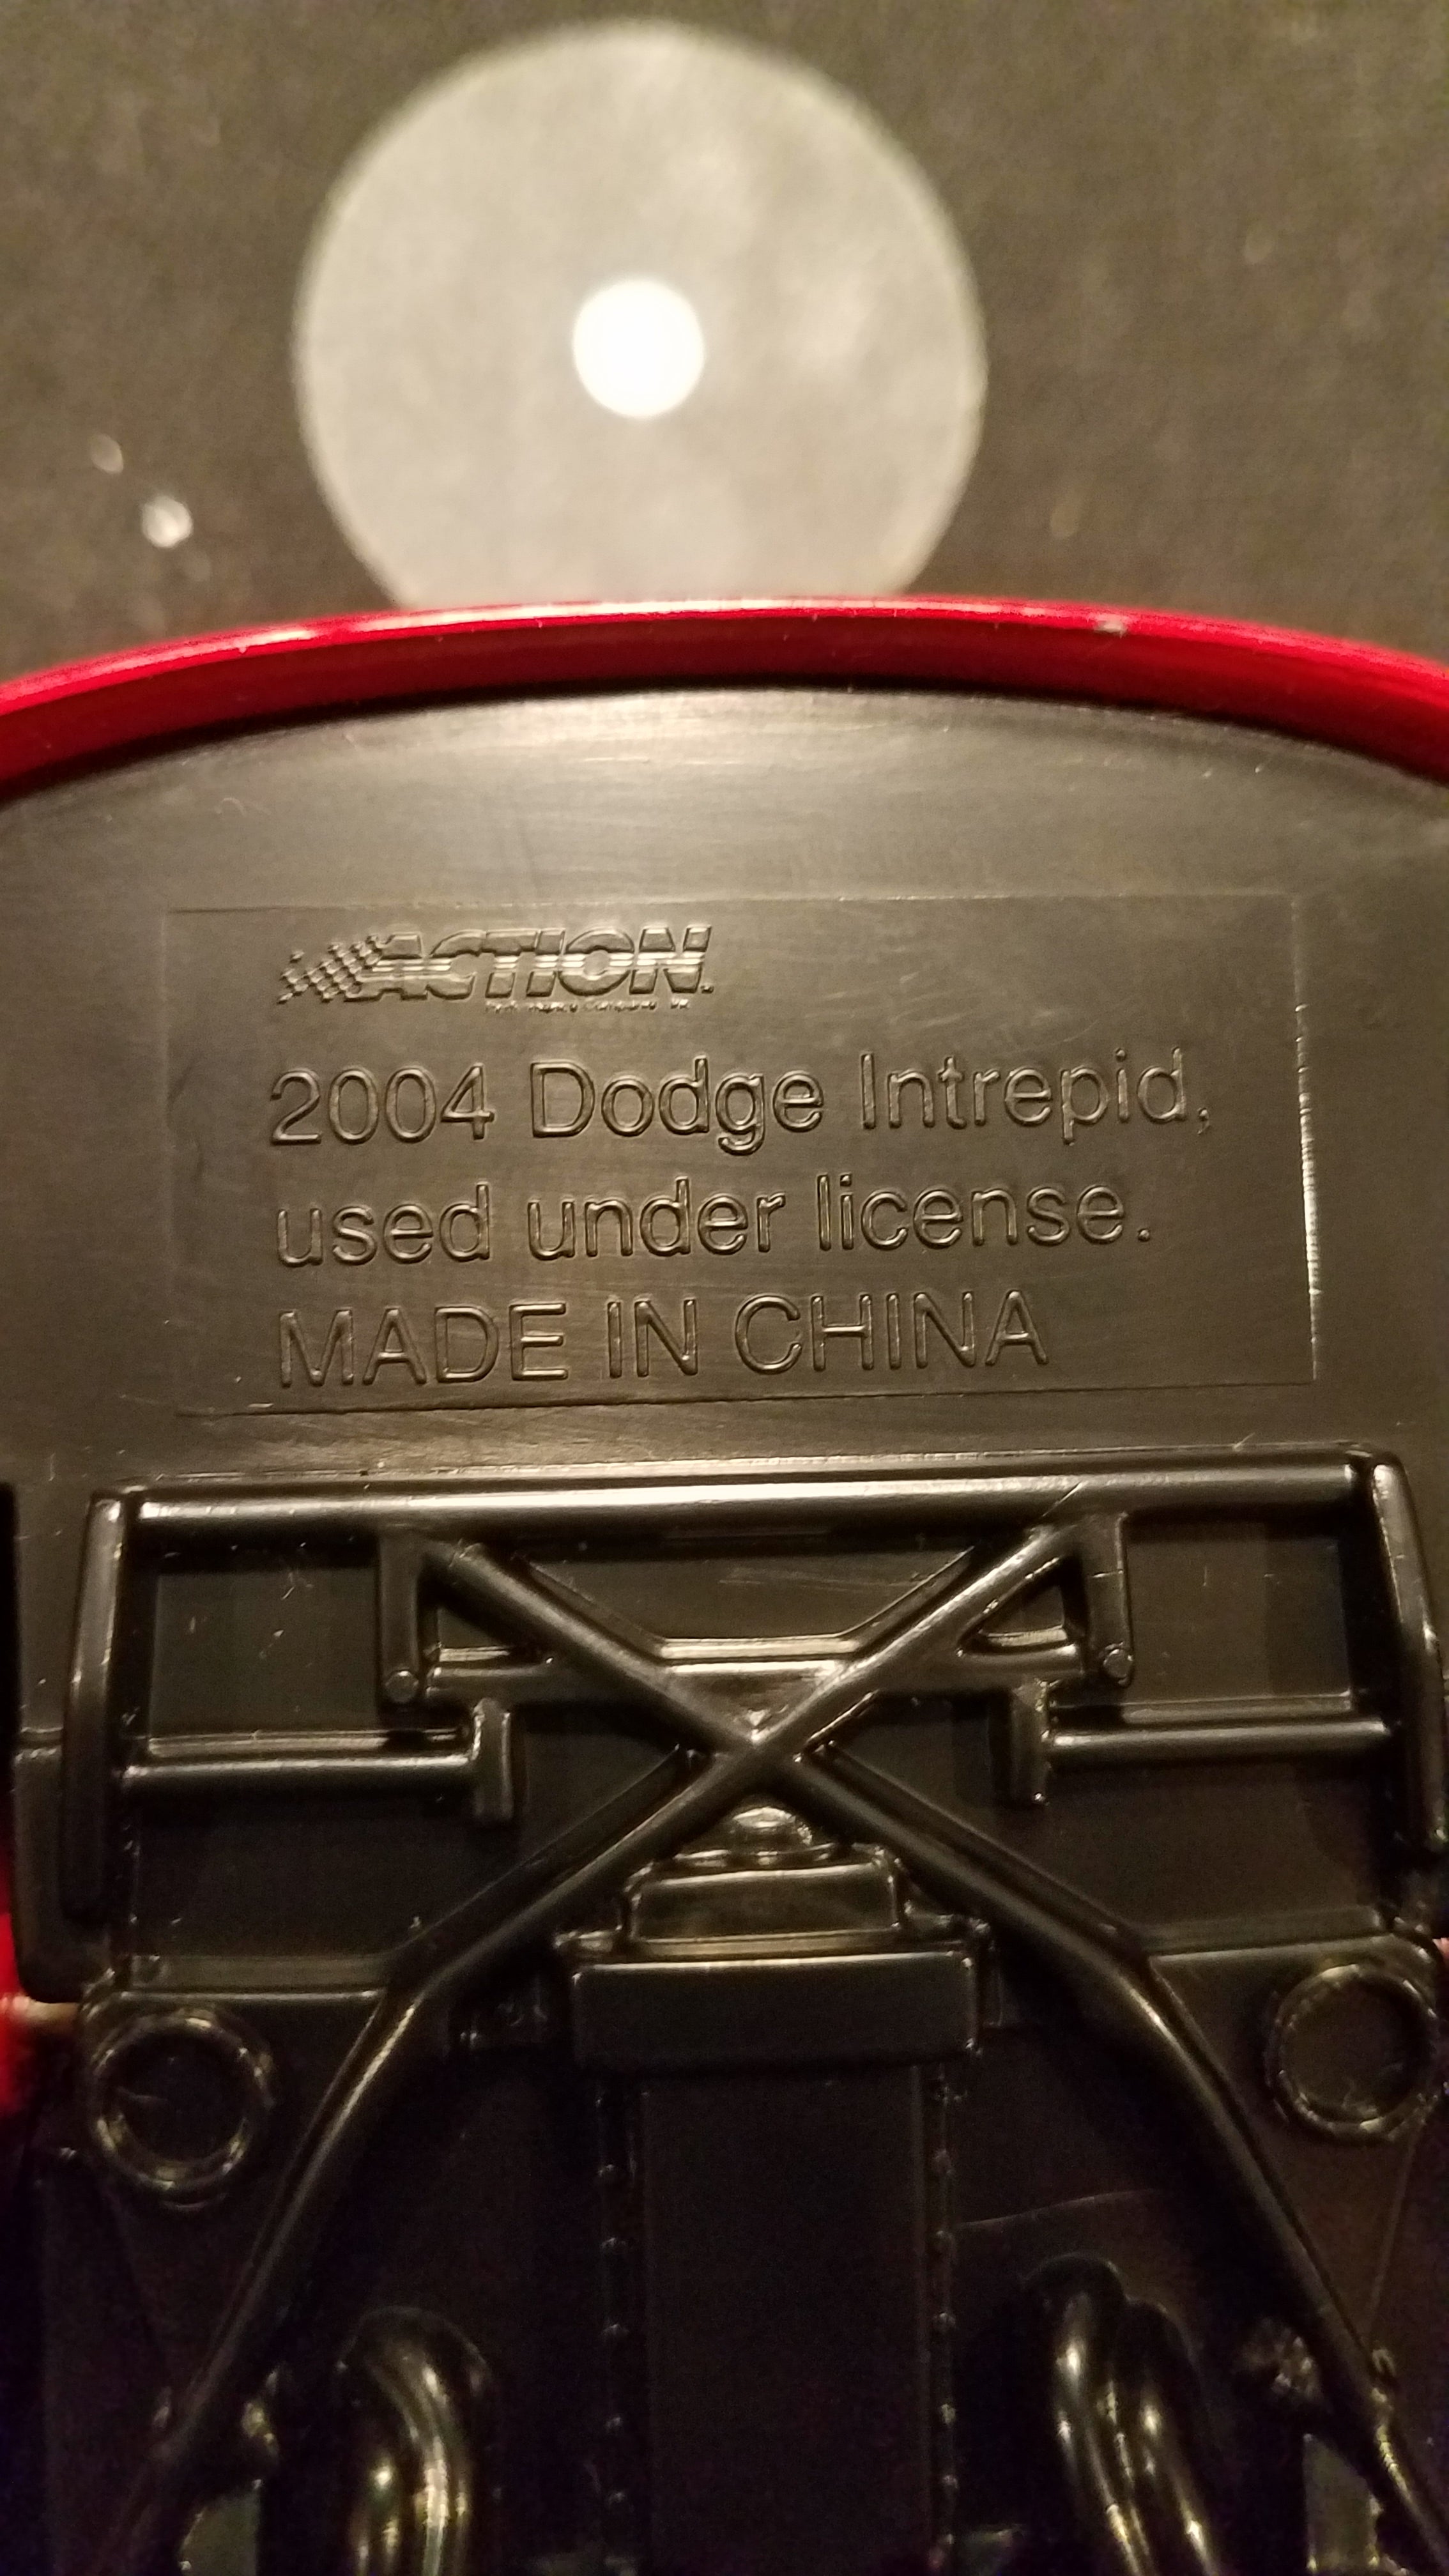 ACTION
2004 Dodge Intrepid,
used under license.
MADE IN CHINA